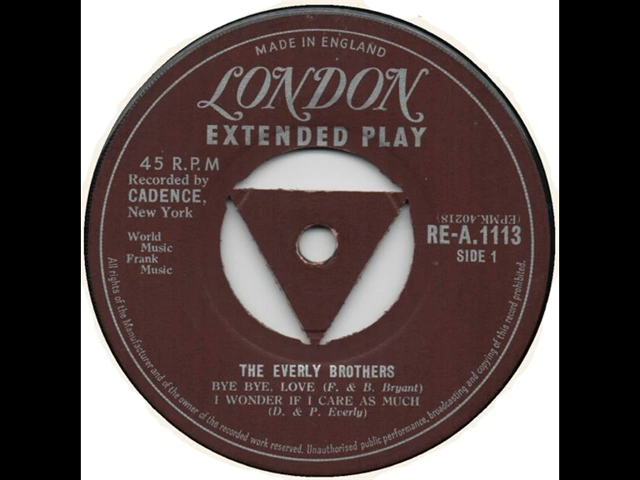 MADE IN ENGLAND
LONDON
EXTENDED PLAY
45 R.P.M
Recorded by
CADENCE,
New York
World
Music
Frank
Music
(EPMK.40218)
RE-A.1113
SIDE 1
THE EVERLY BROTHERS
BYE BYE, LOVE (F. & B. Bryant)
I WONDER IF I CARE AS MUCH
(D. & P. Everly)
All rights of the Manufacturer and of the owner of the recorded work reserved. Unauthorised public performance, broadcasting and copying of this record prohibited.